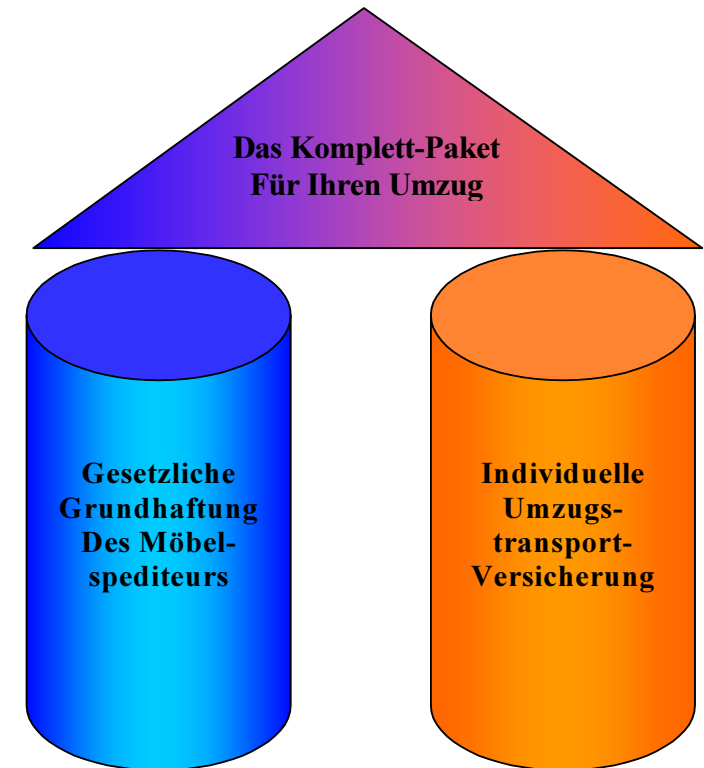 Das Komplett-Paket
Für Ihren Umzug
Gesetzliche
Grundhaftung
Des Möbel-
spediteurs
Individuelle
Umzugs-
transport-
Versicherung